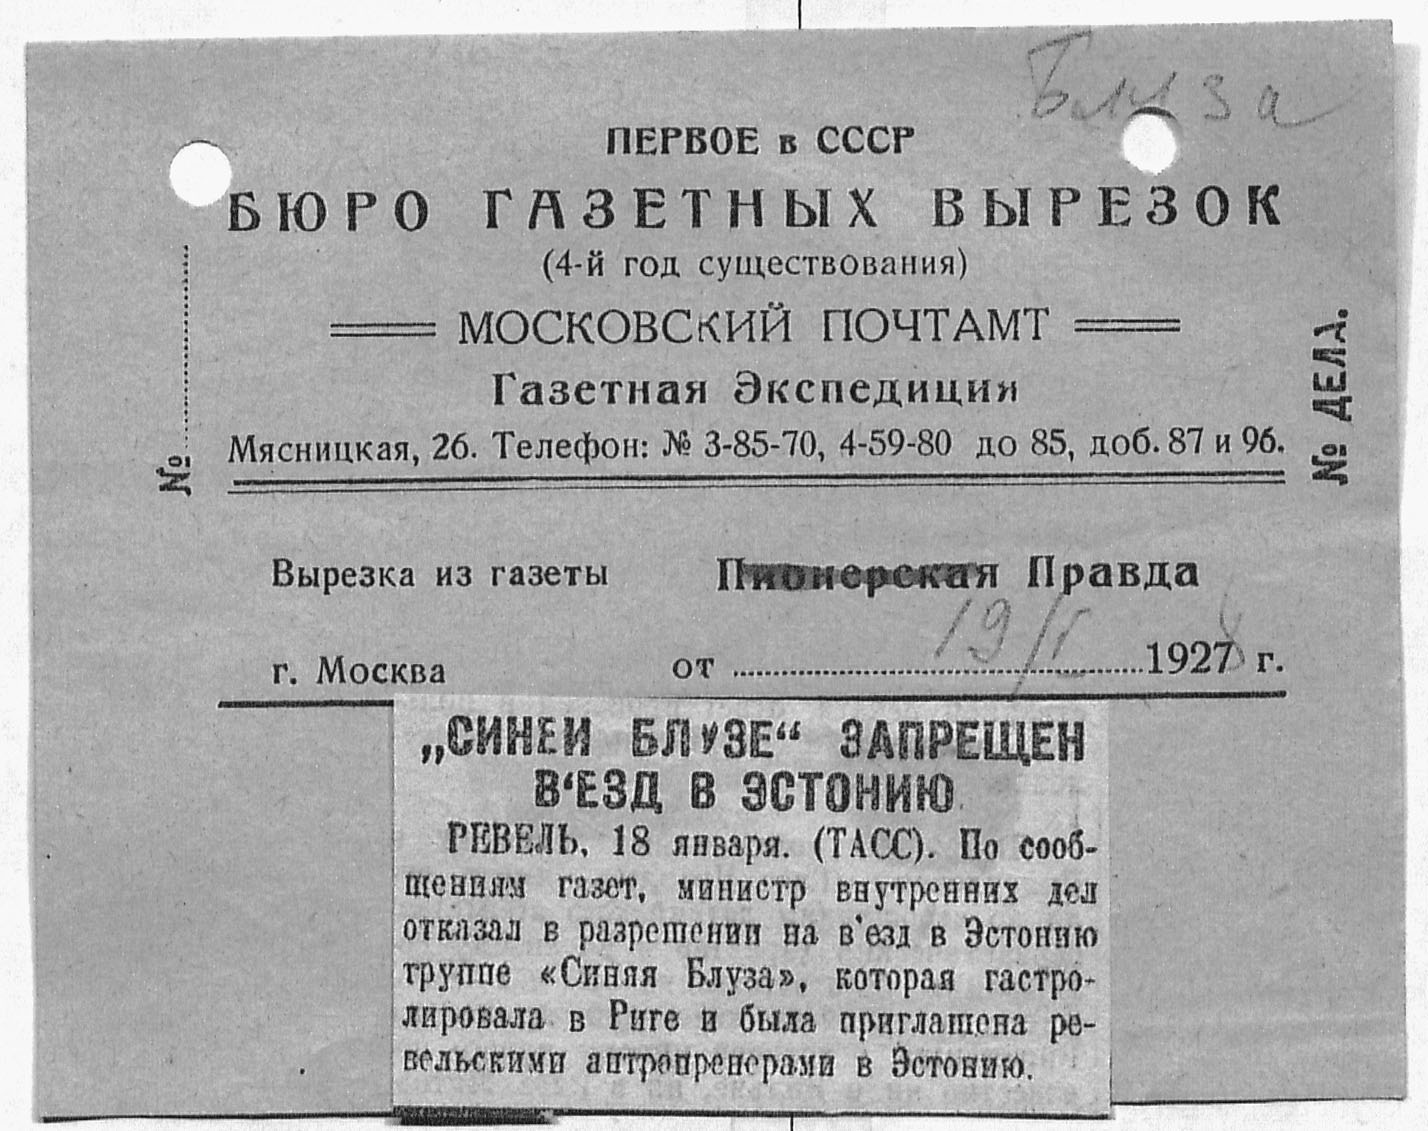 Блуза
ПЕРВОЕ в СССР
БЮРО ГАЗЕТНЫХ ВЫРЕЗОК
(4-й год существования)
МОСКОВСКИЙ ПОЧТАМТ
Газетная Экспедиция
Мясницкая, 26. Телефон: № 3-85-70, 4-59-80 до 85, доб. 87 и 96.
№
№ ДЕЛА.
Вырезка из газеты Пионерская Правда
г. Москва от 19/I 1928 г.
„СИНЕЙ БЛУЗЕ“ ЗАПРЕЩЕН
В'ЕЗД В ЭСТОНИЮ
РЕВЕЛЬ, 18 января. (ТАСС). По сооб-
щениям газет, министр внутренних дел
отказал в разрешении на в'езд в Эстонию
труппе «Синяя Блуза», которая гастро-
лировала в Риге и была приглашена ре-
вельскими антропренерами в Эстонию.